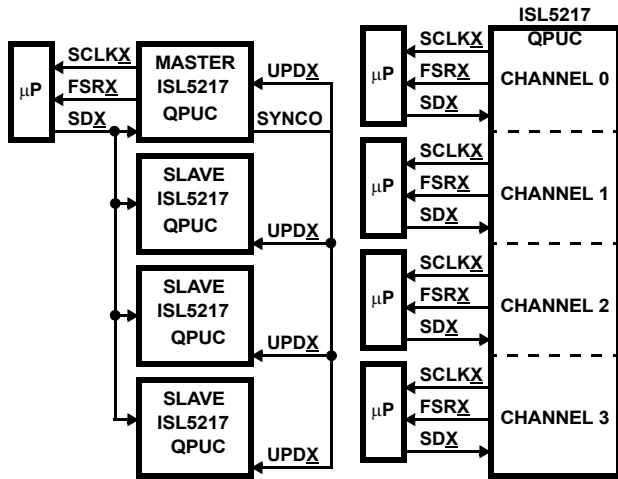 SCLKX
FSRX
SDX
μP
MASTER
ISL5217
QPUC
UPDX
SYNCO
SLAVE
ISL5217
QPUC
UPDX
SLAVE
ISL5217
QPUC
UPDX
SLAVE
ISL5217
QPUC
UPDX
ISL5217
QPUC
μP
SCLKX
FSRX
SDX
CHANNEL 0
μP
SCLKX
FSRX
SDX
CHANNEL 1
μP
SCLKX
FSRX
SDX
CHANNEL 2
μP
SCLKX
FSRX
SDX
CHANNEL 3